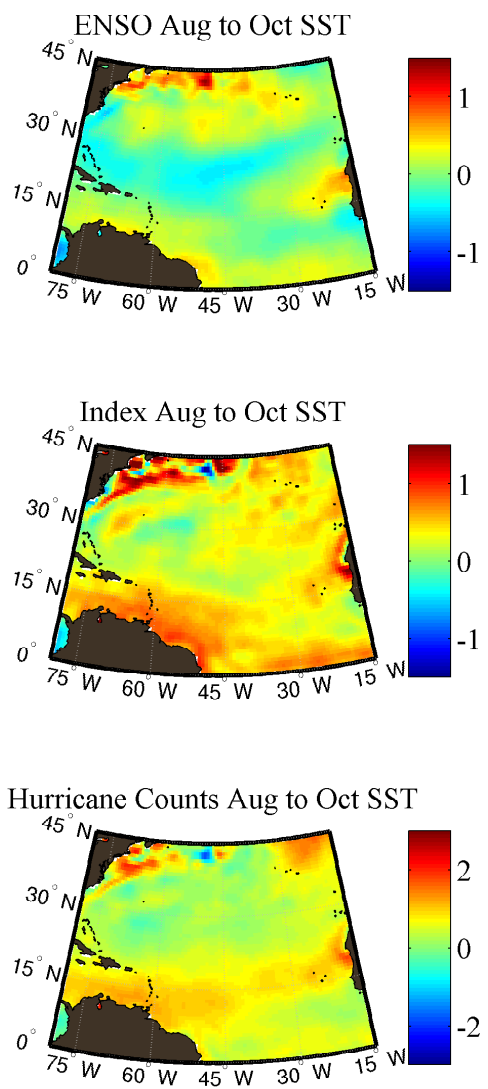 ENSO Aug to Oct SST
45° N
30° N
15° N
0°
75° W
60° W
45° W
30° W
15° W
1
0
-1
Index Aug to Oct SST
45° N
30° N
15° N
0°
75° W
60° W
45° W
30° W
15° W
1
0
-1
Hurricane Counts Aug to Oct SST
45° N
30° N
15° N
0°
75° W
60° W
45° W
30° W
15° W
2
0
-2